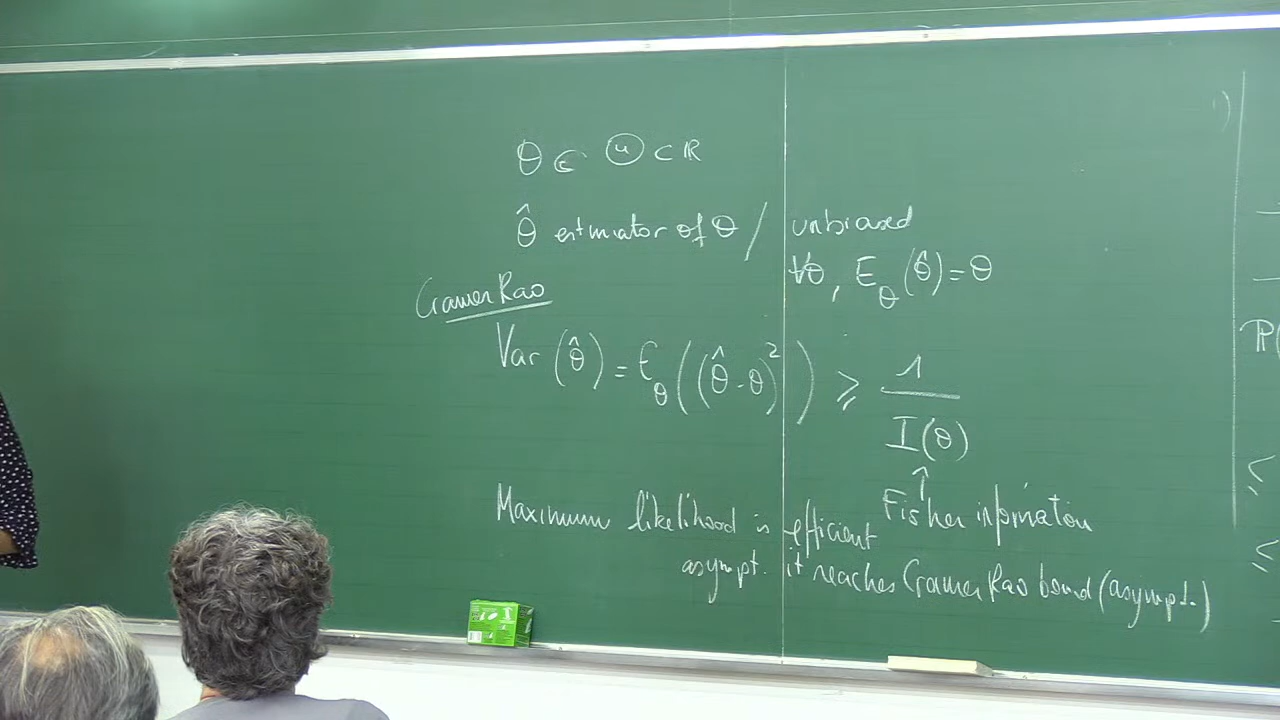 θ ∈ Θ ⊂ ℝ
θ̂ estimator of θ / unbiased
∀θ, E_θ(θ̂) = θ
Cramer Rao
Var (θ̂) = E_θ((θ̂ - θ)²) ≥ 1 / I(θ)
↑
Fisher information
Maximum likelihood is efficient
asympt. it reaches Cramer Rao bound (asympt.)
ℙ(
≤
≤